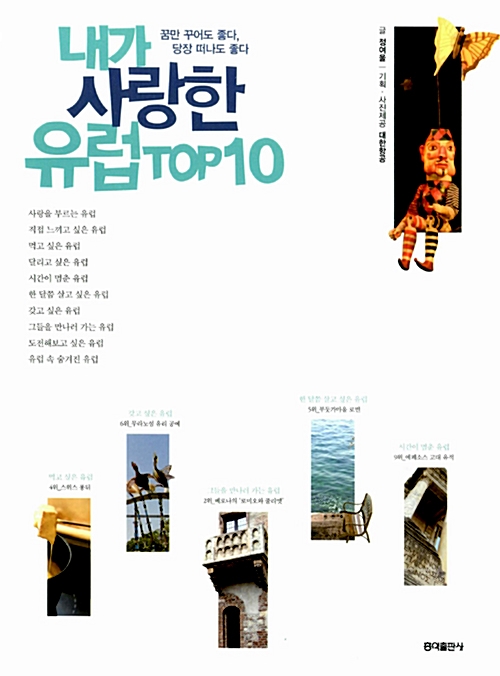 꿈만 꾸어도 좋다,
당장 떠나도 좋다
내가
사랑한
유럽 TOP10
글 정여울 | 기획·사진제공 대한항공
사랑을 부르는 유럽
직접 느끼고 싶은 유럽
먹고 싶은 유럽
달리고 싶은 유럽
시간이 멈춘 유럽
한 달쯤 살고 싶은 유럽
갖고 싶은 유럽
그들을 만나러 가는 유럽
도전해보고 싶은 유럽
유럽 속 숨겨진 유럽
갖고 싶은 유럽
6위_무라노섬 유리 공예
한 달쯤 살고 싶은 유럽
5위_부둣가마을 로빈
시간이 멈춘 유럽
9위_에페소스 고대 유적
먹고 싶은 유럽
4위_스위스 퐁뒤
그들을 만나러 가는 유럽
2위_베로나의 '로미오와 줄리엣'
홍익출판사